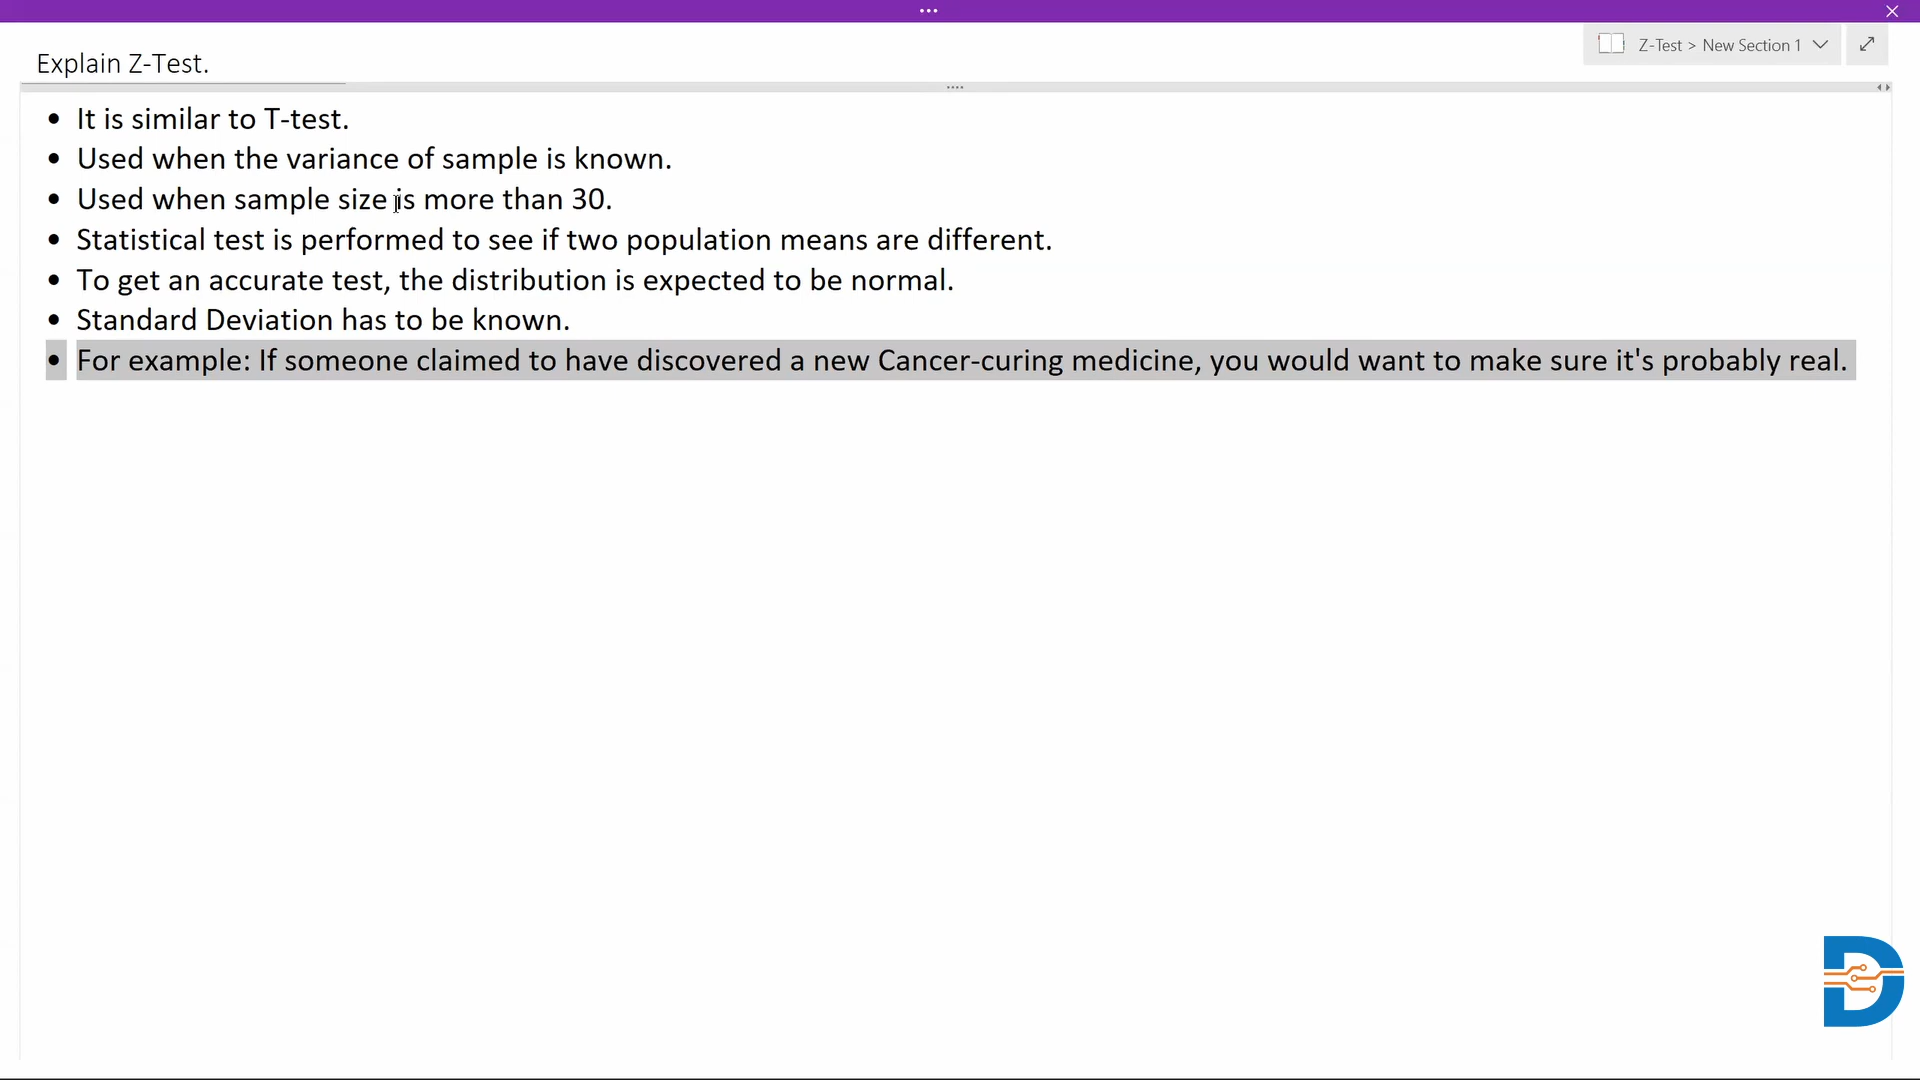 Z-Test > New Section 1
Explain Z-Test.
• It is similar to T-test.
• Used when the variance of sample is known.
• Used when sample size is more than 30.
• Statistical test is performed to see if two population means are different.
• To get an accurate test, the distribution is expected to be normal.
• Standard Deviation has to be known.
• For example: If someone claimed to have discovered a new Cancer-curing medicine, you would want to make sure it's probably real.